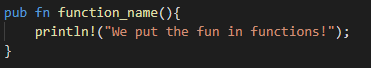 pub fn function_name(){
    println!("We put the fun in functions!");
}